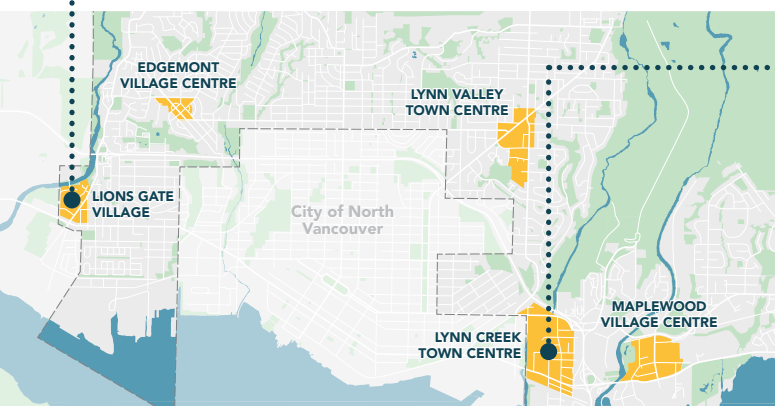 EDGEMONT
VILLAGE CENTRE
LYNN VALLEY
TOWN CENTRE
LIONS GATE
VILLAGE
City of North
Vancouver
MAPLEWOOD
VILLAGE CENTRE
LYNN CREEK
TOWN CENTRE